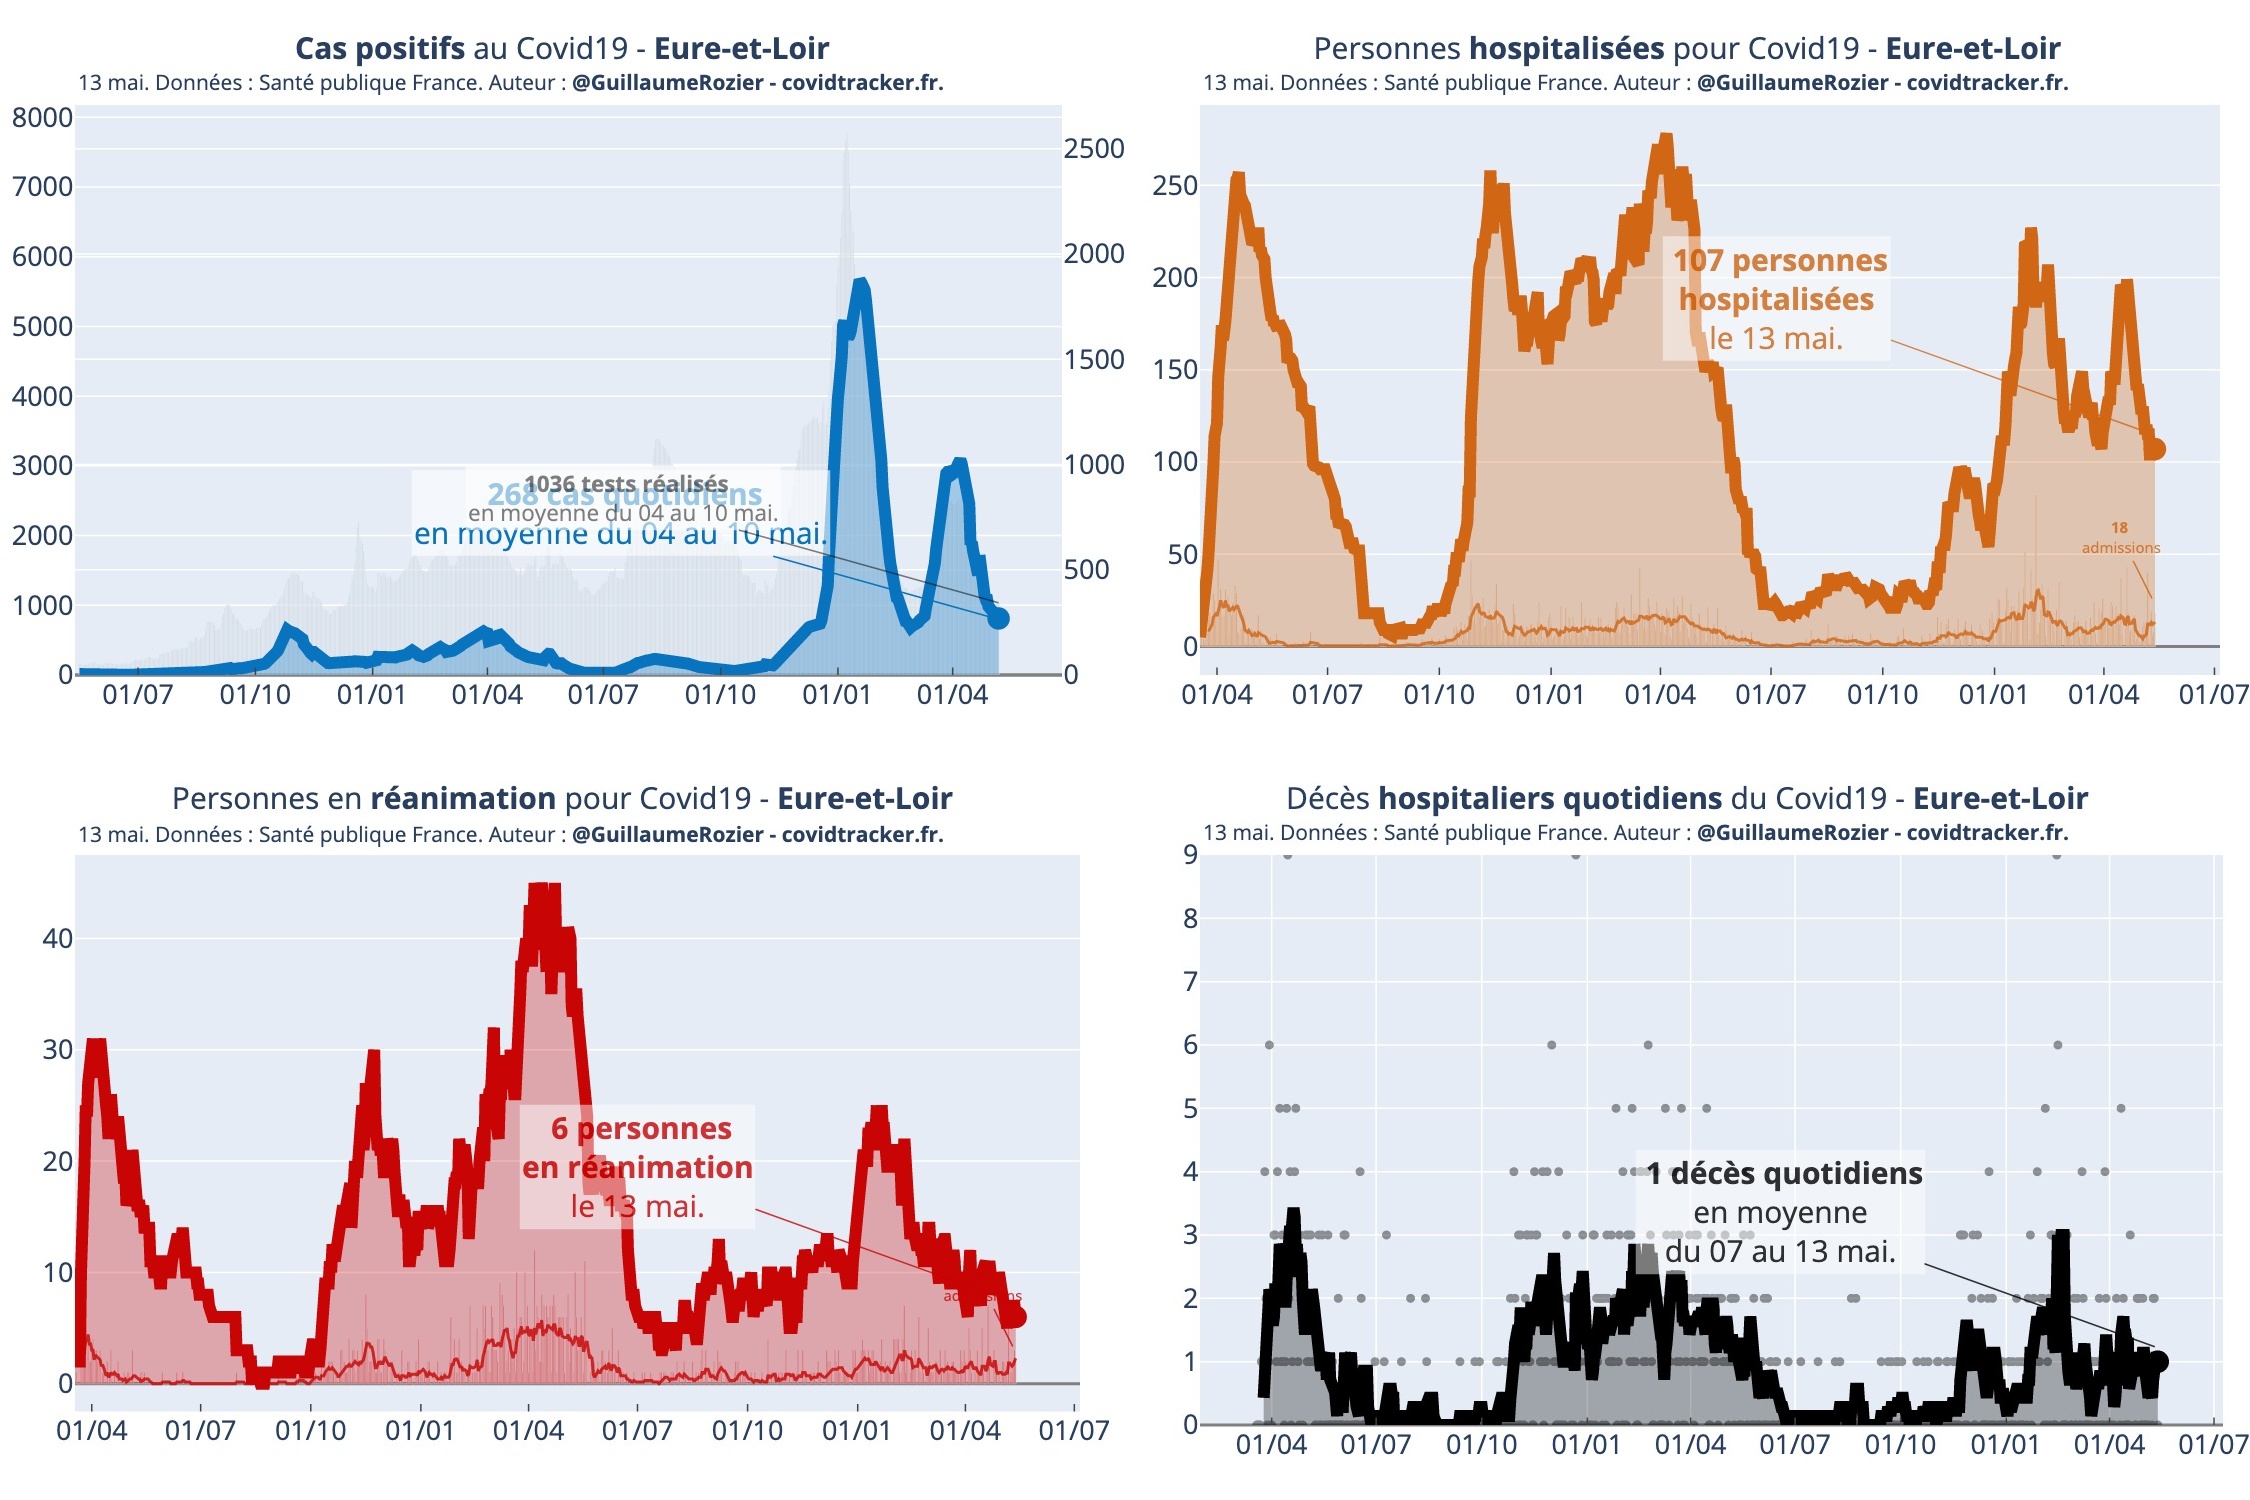 Cas positifs au Covid19 - Eure-et-Loir
13 mai. Données : Santé publique France. Auteur : @GuillaumeRozier - covidtracker.fr.
8000
7000
6000
5000
4000
3000
2000
1000
0
2500
2000
1500
1000
500
0
1036 tests réalisés
268 cas quotidiens
en moyenne du 04 au 10 mai.
en moyenne du 04 au 10 mai.
01/07 01/10 01/01 01/04 01/07 01/10 01/01 01/04
Personnes hospitalisées pour Covid19 - Eure-et-Loir
13 mai. Données : Santé publique France. Auteur : @GuillaumeRozier - covidtracker.fr.
250
200
150
100
50
0
107 personnes
hospitalisées
le 13 mai.
18
admissions
01/04 01/07 01/10 01/01 01/04 01/07 01/10 01/01 01/04 01/07
Personnes en réanimation pour Covid19 - Eure-et-Loir
13 mai. Données : Santé publique France. Auteur : @GuillaumeRozier - covidtracker.fr.
40
30
20
10
0
6 personnes
en réanimation
le 13 mai.
admissions
01/04 01/07 01/10 01/01 01/04 01/07 01/10 01/01 01/04 01/07
Décès hospitaliers quotidiens du Covid19 - Eure-et-Loir
13 mai. Données : Santé publique France. Auteur : @GuillaumeRozier - covidtracker.fr.
9
8
7
6
5
4
3
2
1
0
1 décès quotidiens
en moyenne
du 07 au 13 mai.
01/04 01/07 01/10 01/01 01/04 01/07 01/10 01/01 01/04 01/07